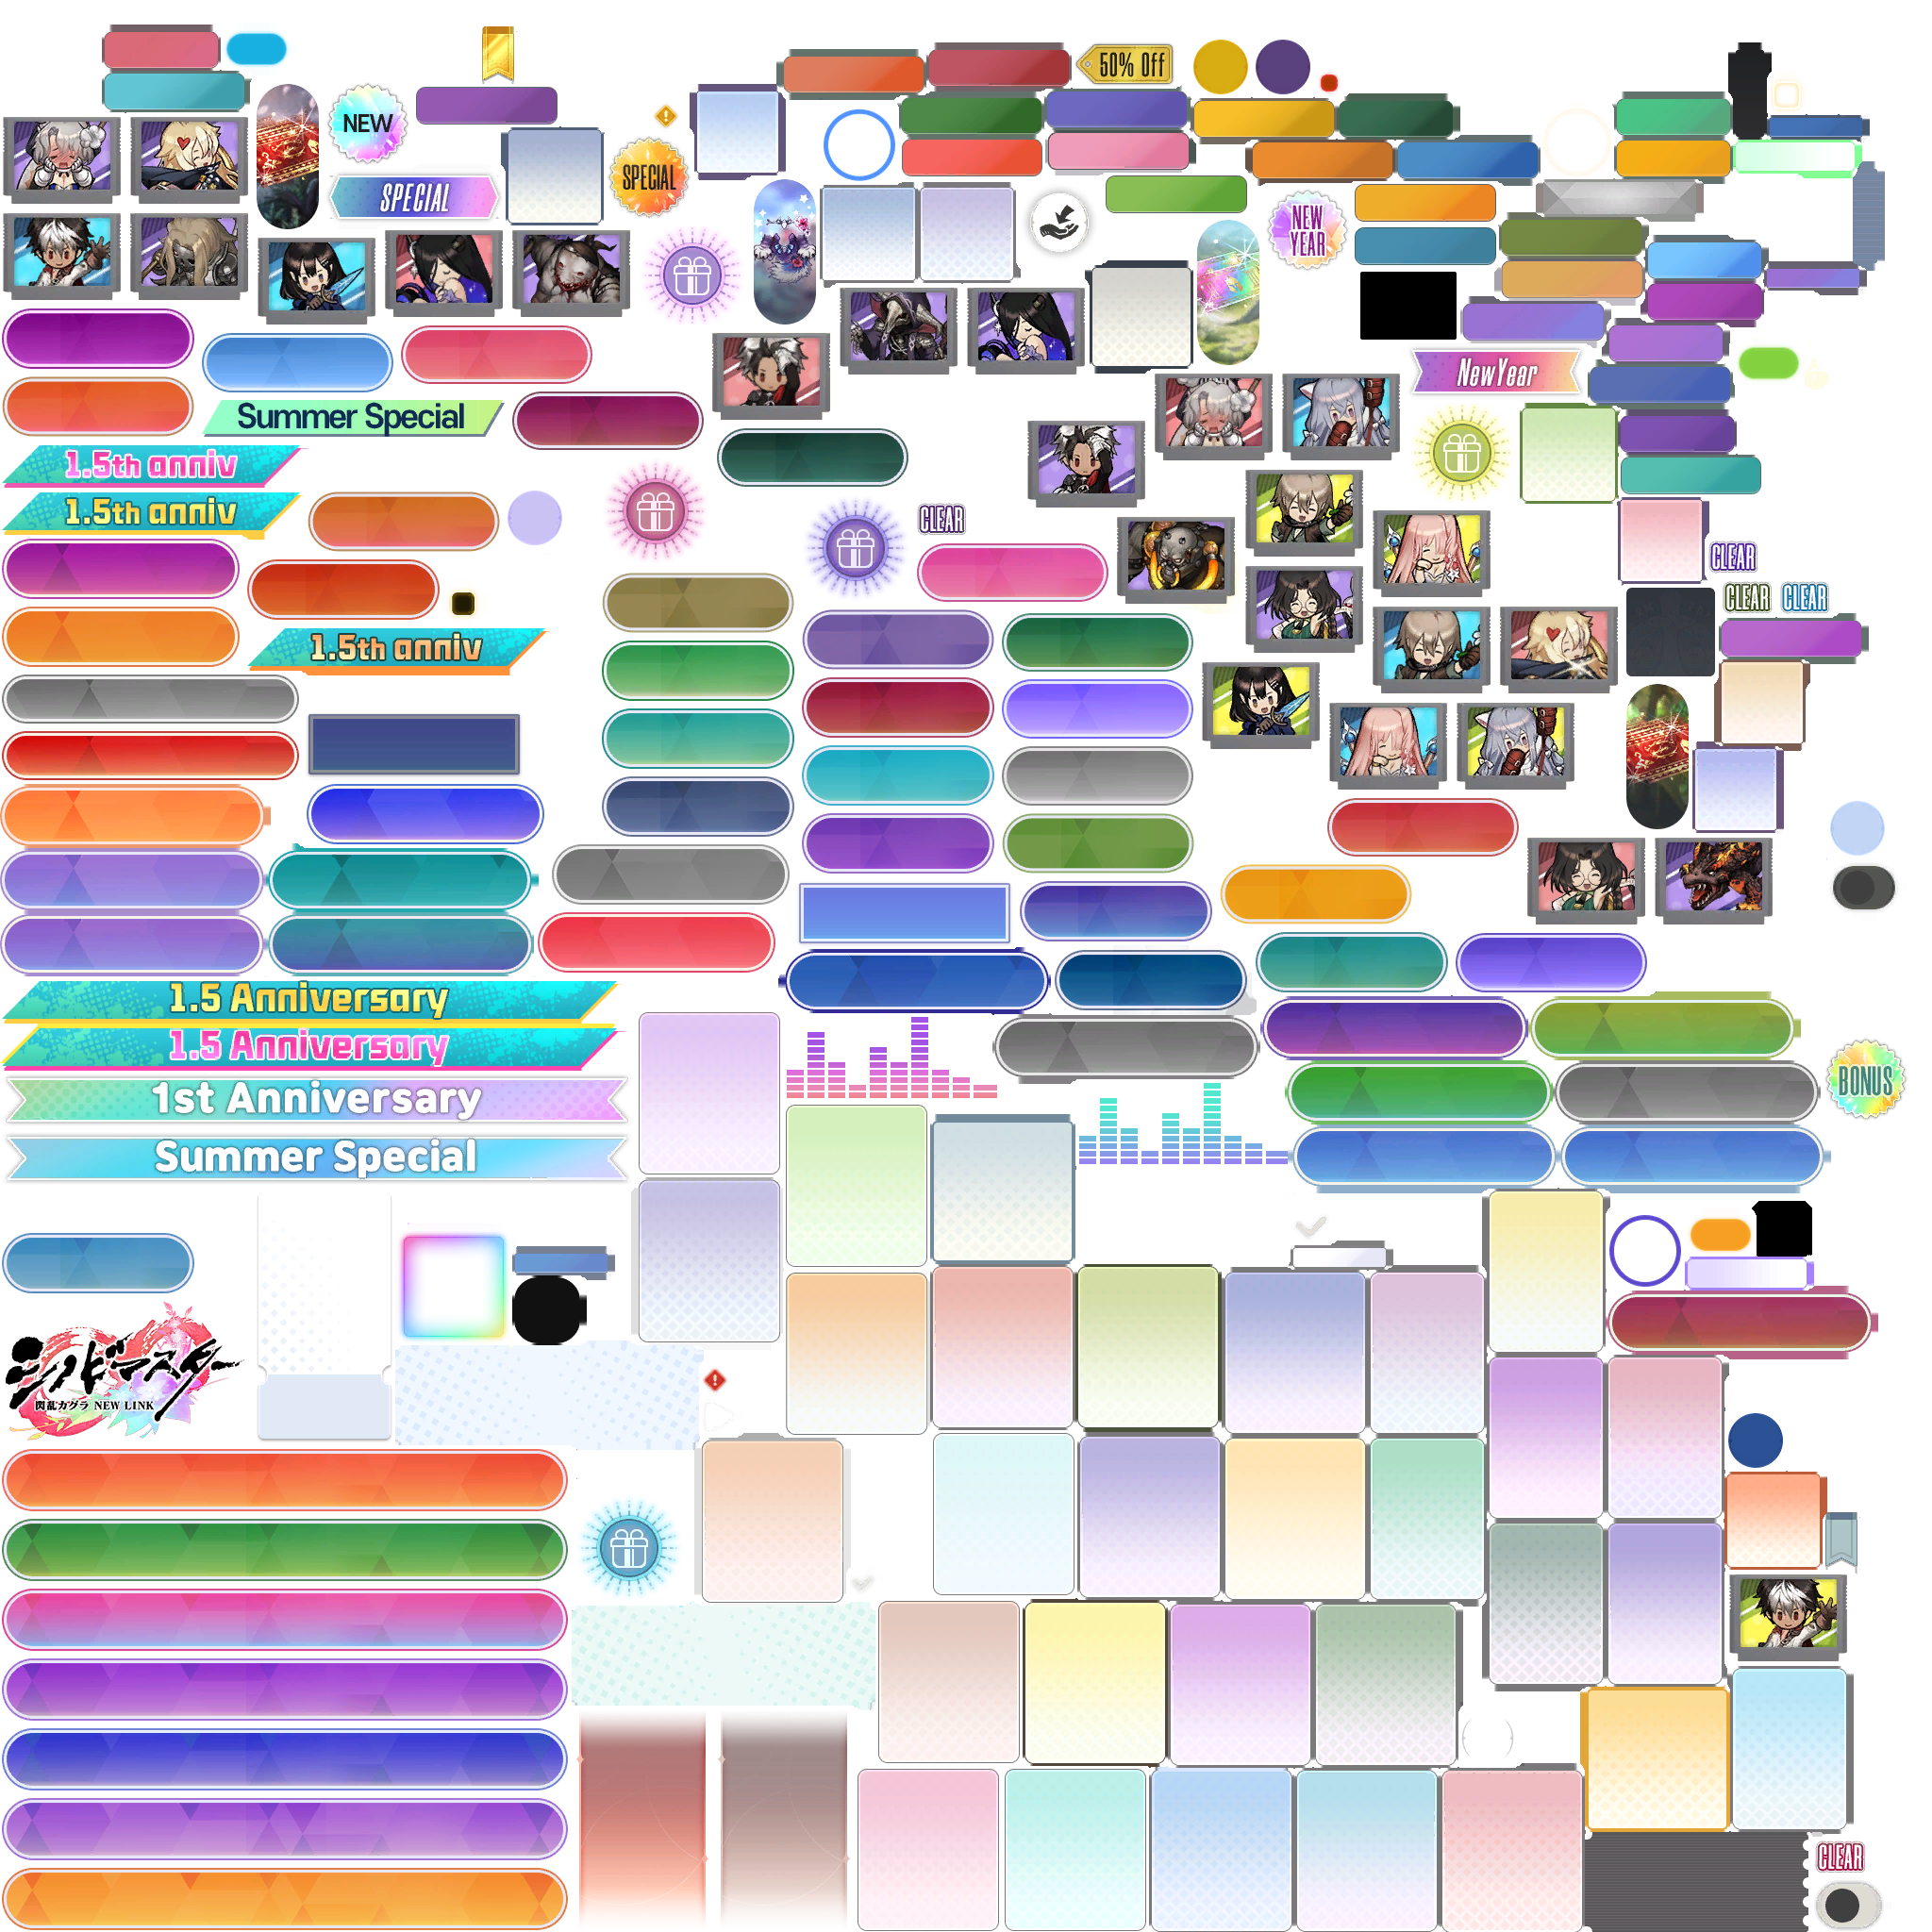 50% Off
NEW
SPECIAL
SPECIAL
NEW
YEAR
NewYear
Summer Special
1.5th anniv
1.5th anniv
CLEAR
CLEAR
CLEAR
CLEAR
1.5th anniv
1.5 Anniversary
1.5 Anniversary
BONUS
1st Anniversary
Summer Special
シノビマスター
閃乱カグラ NEW LINK
CLEAR